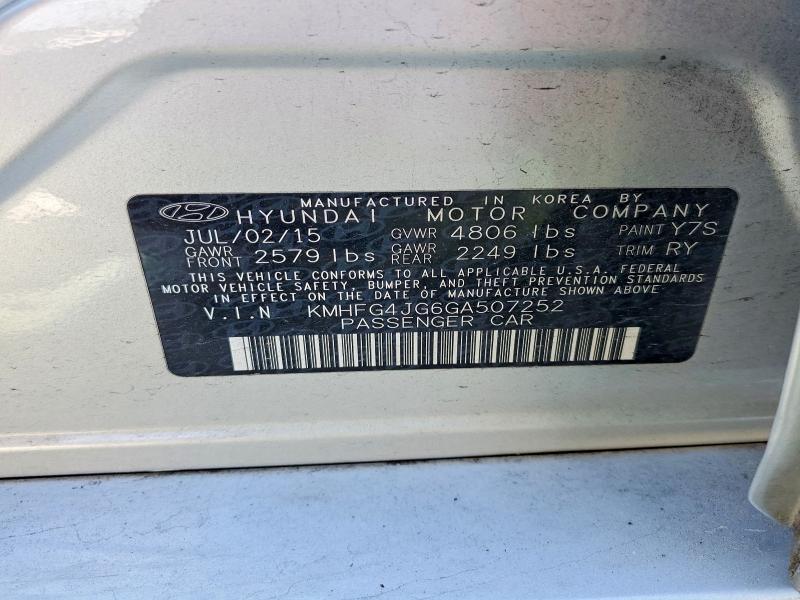 MANUFACTURED IN KOREA BY
HYUNDAI MOTOR COMPANY
JUL/02/15 GVWR 4806 lbs PAINT Y7S
GAWR FRONT 2579 lbs GAWR REAR 2249 lbs TRIM RY
THIS VEHICLE CONFORMS TO ALL APPLICABLE U.S.A. FEDERAL
MOTOR VEHICLE SAFETY, BUMPER, AND THEFT PREVENTION STANDARDS
IN EFFECT ON THE DATE OF MANUFACTURE SHOWN ABOVE
V.I.N KMHFG4JG6GA507252
PASSENGER CAR